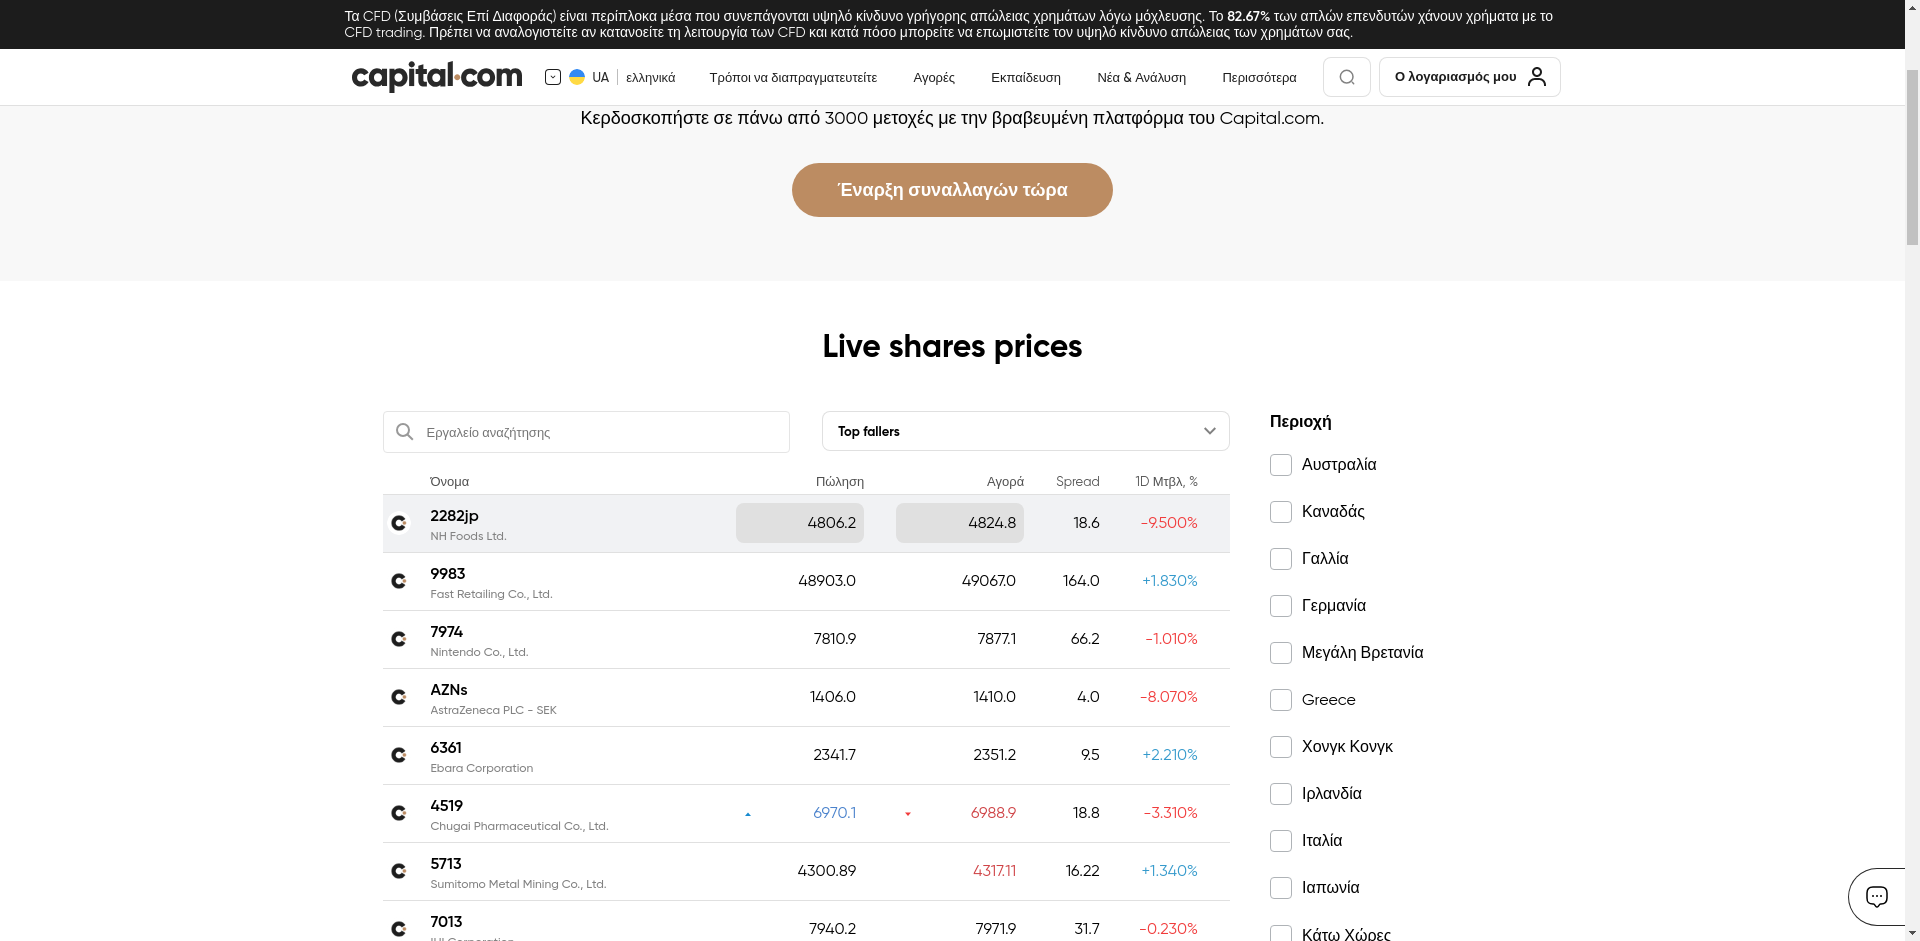 Τα CFD (Συμβάσεις Επί Διαφοράς) είναι περίπλοκα μέσα που συνεπάγονται υψηλό κίνδυνο γρήγορης απώλειας χρημάτων λόγω μόχλευσης. Το 82.67% των απλών επενδυτών χάνουν χρήματα με το
CFD trading. Πρέπει να αναλογιστείτε αν κατανοείτε τη λειτουργία των CFD και κατά πόσο μπορείτε να επωμιστείτε τον υψηλό κίνδυνο απώλειας των χρημάτων σας.
capital.com UA ελληνικά Τρόποι να διαπραγματευτείτε Αγορές Εκπαίδευση Νέα & Ανάλυση Περισσότερα Ο λογαριασμός μου
Κερδοσκοπήστε σε πάνω από 3000 μετοχές με την βραβευμένη πλατφόρμα του Capital.com.
Έναρξη συναλλαγών τώρα
Live shares prices
Εργαλείο αναζήτησης
Top fallers
Όνομα Πώληση Αγορά Spread 1D Μτβλ, %
2282jp 4806.2 4824.8 18.6 -9.500%
NH Foods Ltd.
9983 48903.0 49067.0 164.0 +1.830%
Fast Retailing Co., Ltd.
7974 7810.9 7877.1 66.2 -1.010%
Nintendo Co., Ltd.
AZNs 1406.0 1410.0 4.0 -8.070%
AstraZeneca PLC - SEK
6361 2341.7 2351.2 9.5 +2.210%
Ebara Corporation
4519 6970.1 6988.9 18.8 -3.310%
Chugai Pharmaceutical Co., Ltd.
5713 4300.89 4317.11 16.22 +1.340%
Sumitomo Metal Mining Co., Ltd.
7013 7940.2 7971.9 31.7 -0.230%
IHI Corporation
Περιοχή
Αυστραλία
Καναδάς
Γαλλία
Γερμανία
Μεγάλη Βρετανία
Greece
Χονγκ Κονγκ
Ιρλανδία
Ιταλία
Ιαπωνία
Κάτω Χώρες